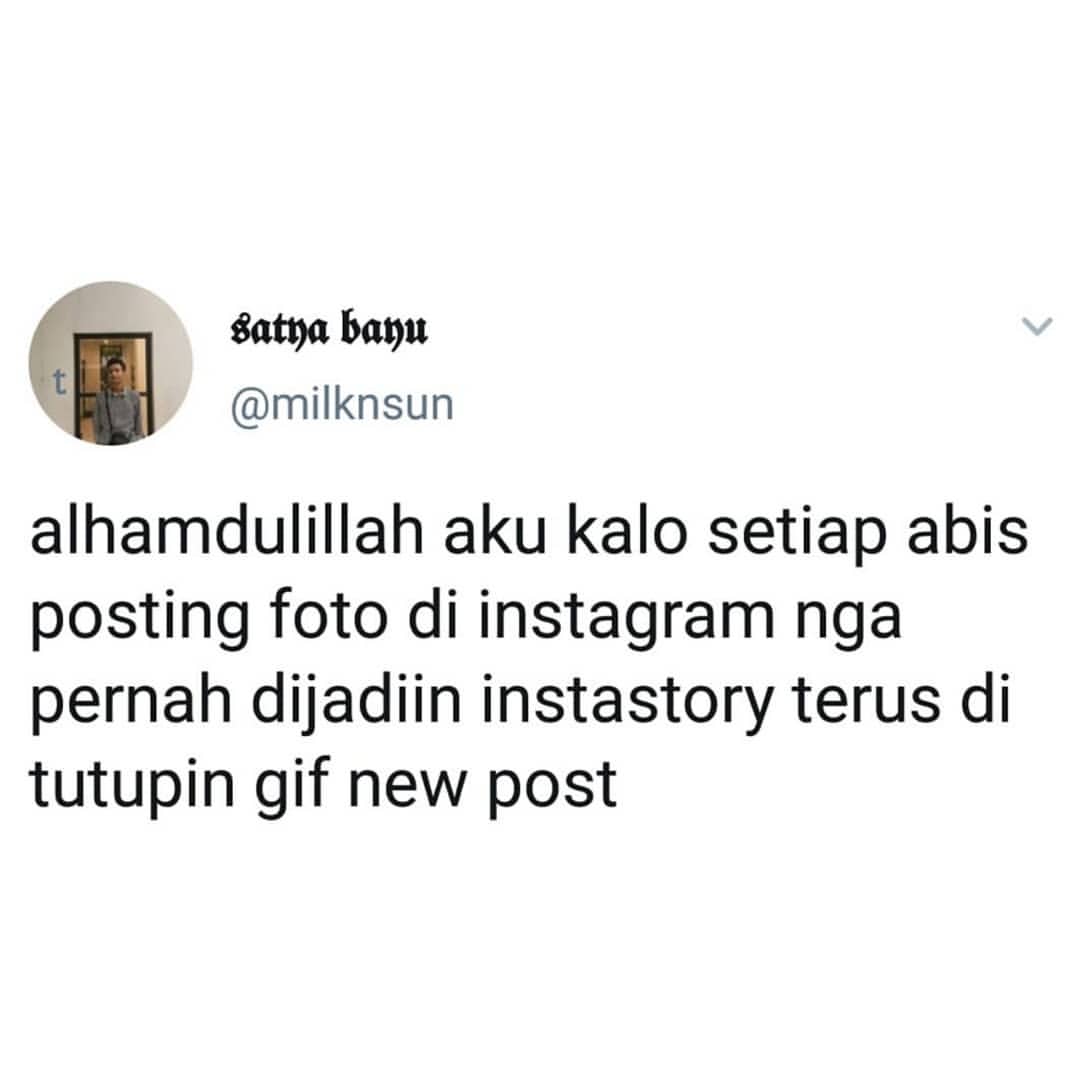 t
satya bayu
@milknsun
alhamdulillah aku kalo setiap abis
posting foto di instagram nga
pernah dijadiin instastory terus di
tutupin gif new post